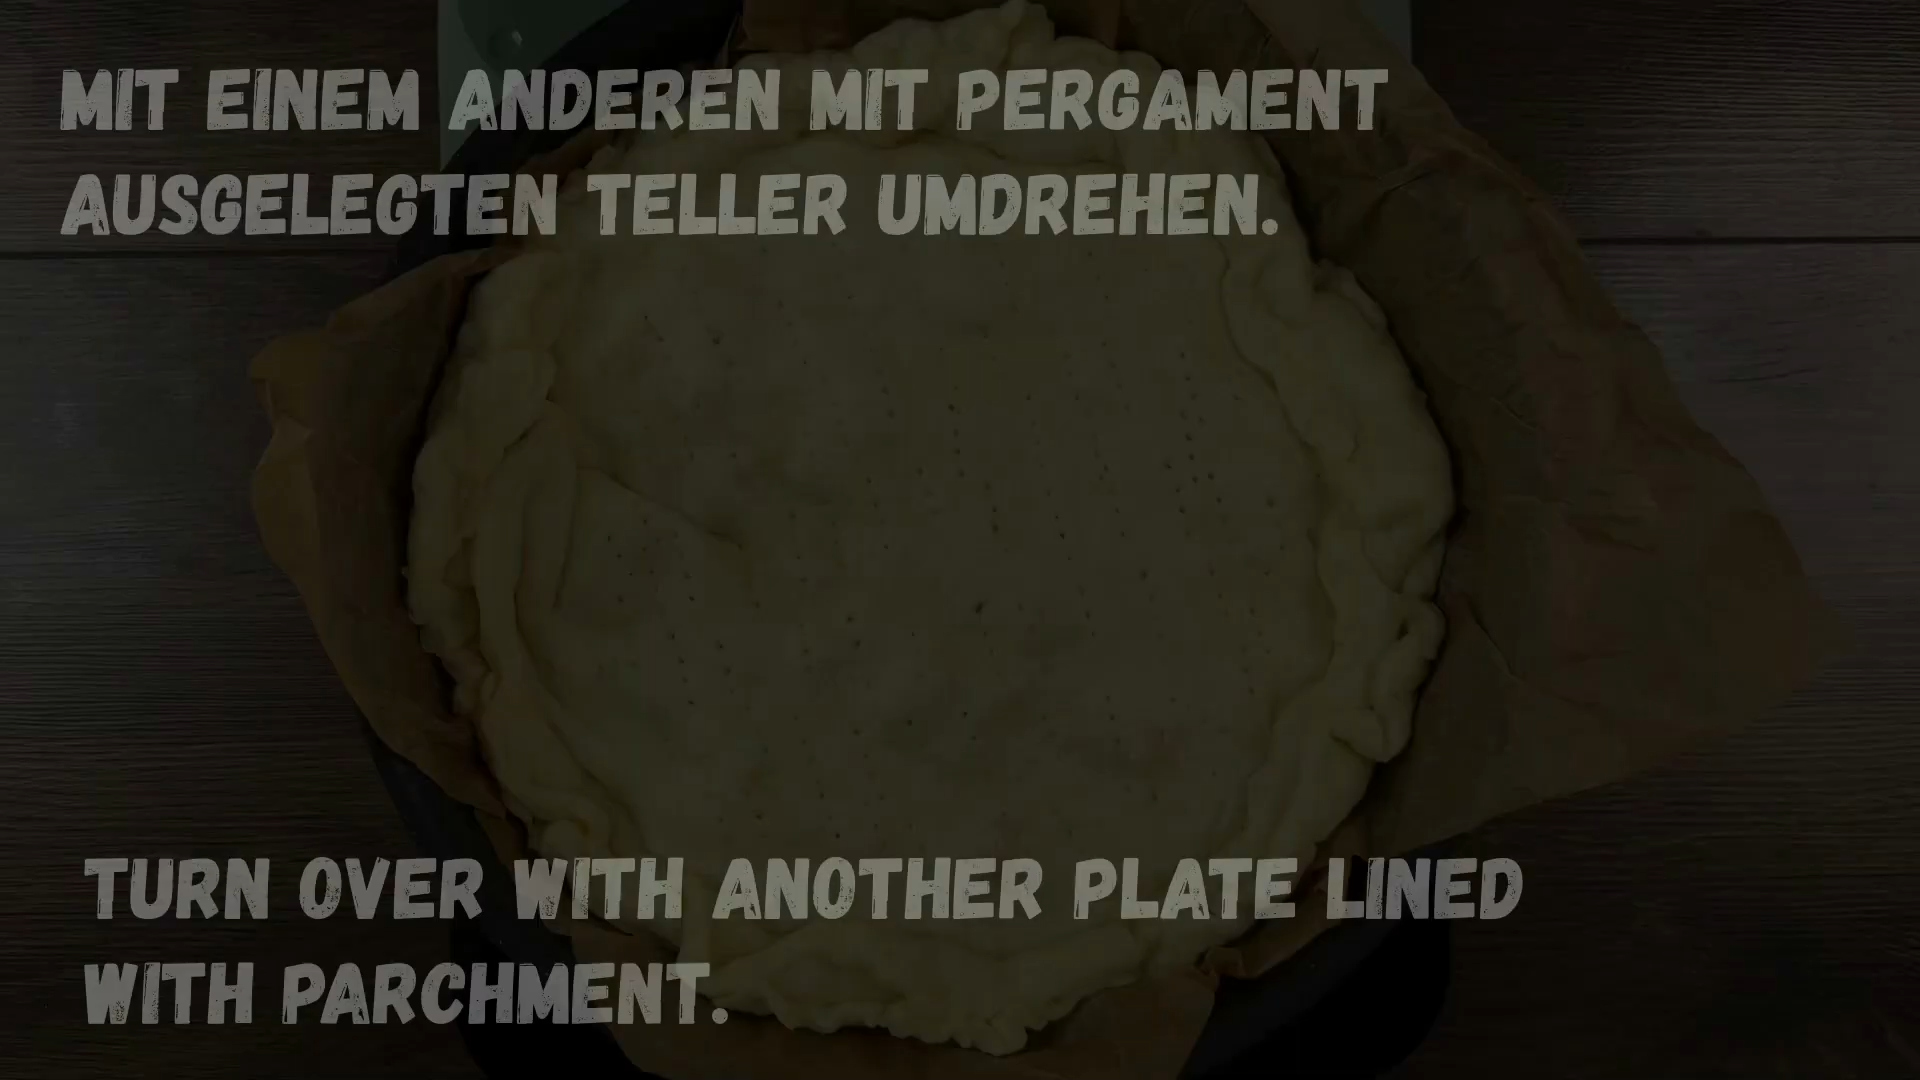 MIT EINEM ANDEREN MIT PERGAMENT
AUSGELEGTEN TELLER UMDREHEN.
TURN OVER WITH ANOTHER PLATE LINED
WITH PARCHMENT.